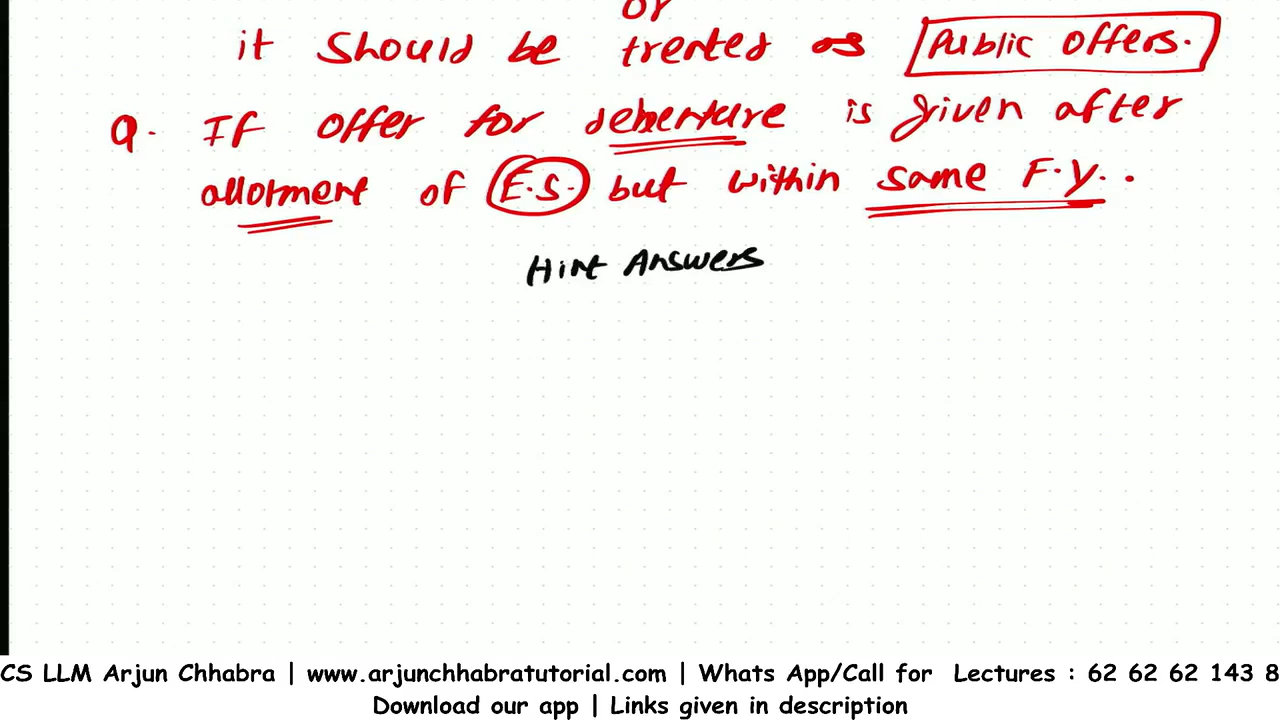 or
it should be treated as Public offers.
Q. If offer for debenture is given after
allotment of E.S. but within same F.Y..
Hint Answers
CS LLM Arjun Chhabra | www.arjunchhabratutorial.com | Whats App/Call for Lectures : 62 62 62 143 8
Download our app | Links given in description